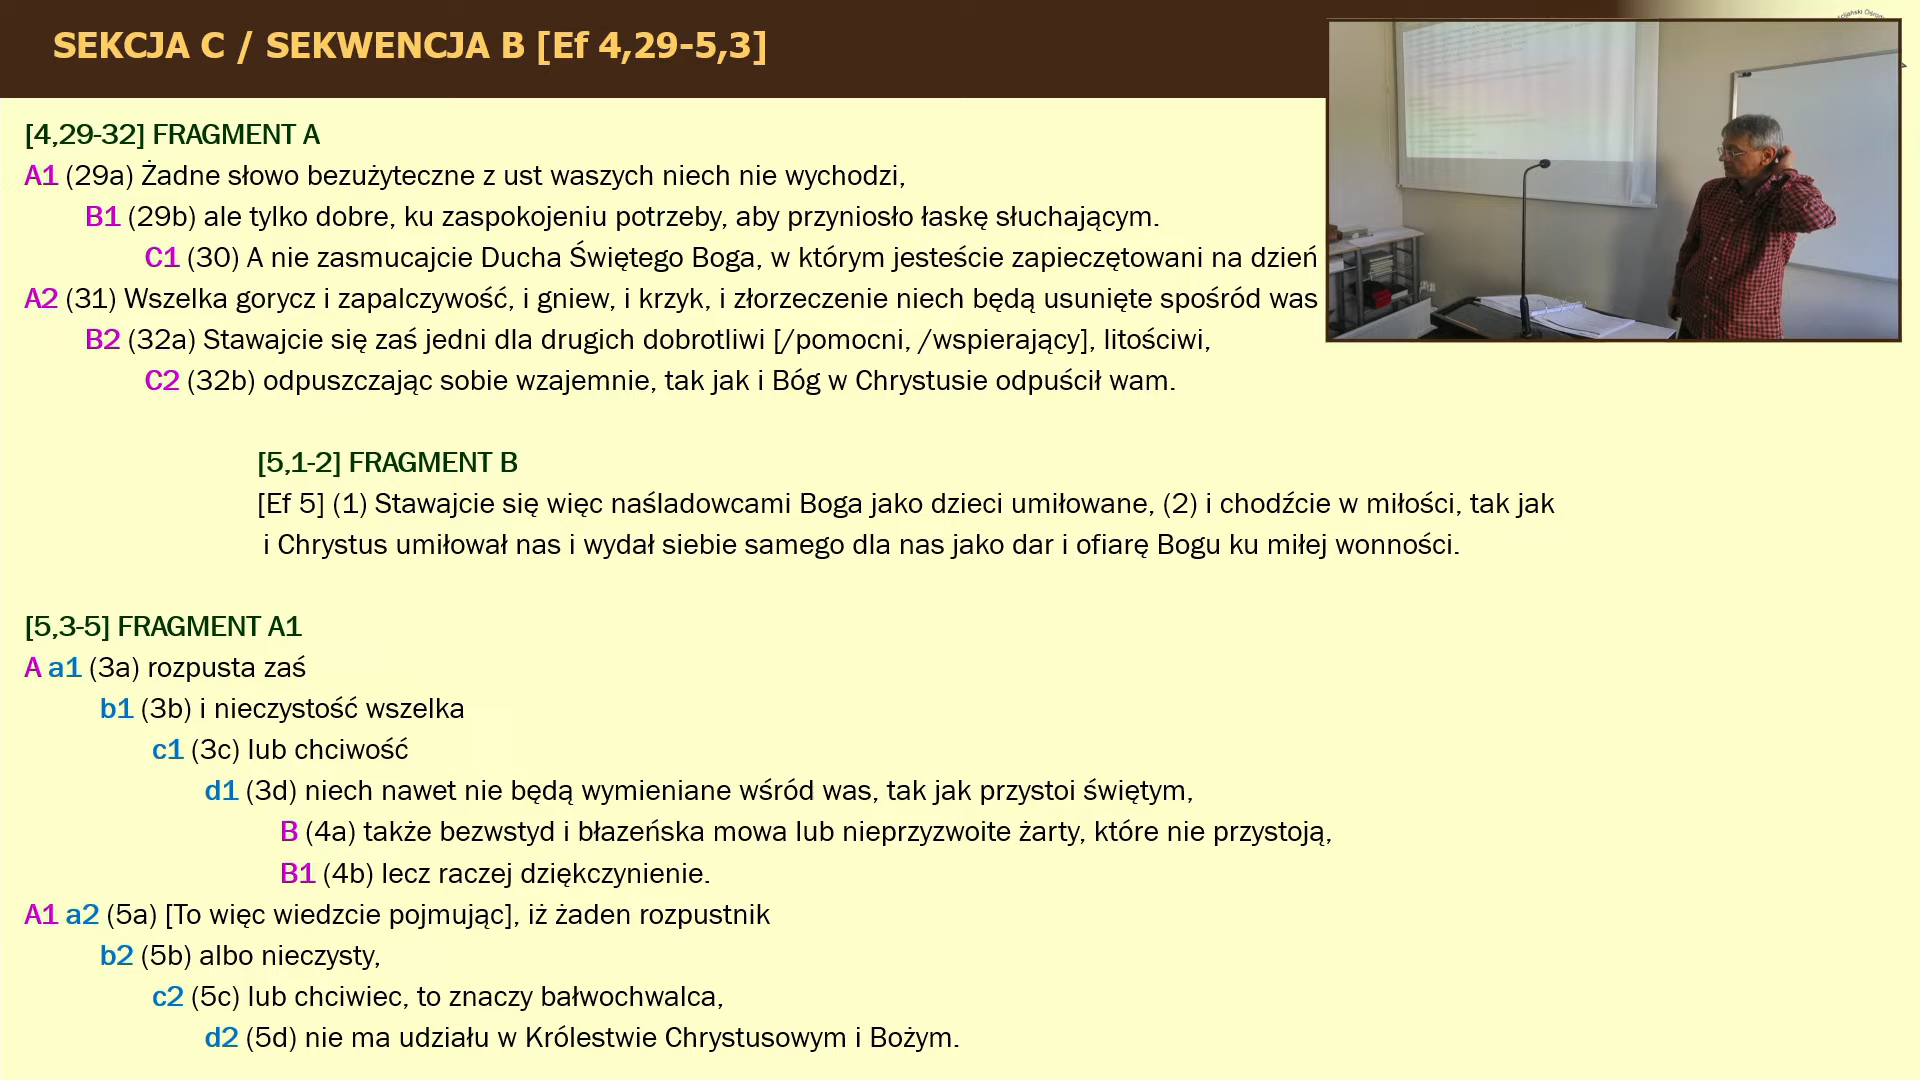 SEKCJA C / SEKWENCJA B [Ef 4,29-5,3]
[4,29-32] FRAGMENT A
A1 (29a) Żadne słowo bezużyteczne z ust waszych niech nie wychodzi,
B1 (29b) ale tylko dobre, ku zaspokojeniu potrzeby, aby przyniosło łaskę słuchającym.
C1 (30) A nie zasmucajcie Ducha Świętego Boga, w którym jesteście zapieczętowani na dzień
A2 (31) Wszelka gorycz i zapalczywość, i gniew, i krzyk, i złorzeczenie niech będą usunięte spośród was
B2 (32a) Stawajcie się zaś jedni dla drugich dobrotliwi [/pomocni, /wspierający], litościwi,
C2 (32b) odpuszczając sobie wzajemnie, tak jak i Bóg w Chrystusie odpuścił wam.
[5,1-2] FRAGMENT B
[Ef 5] (1) Stawajcie się więc naśladowcami Boga jako dzieci umiłowane, (2) i chodźcie w miłości, tak jak
i Chrystus umiłował nas i wydał siebie samego dla nas jako dar i ofiarę Bogu ku miłej wonności.
[5,3-5] FRAGMENT A1
A a1 (3a) rozpusta zaś
b1 (3b) i nieczystość wszelka
c1 (3c) lub chciwość
d1 (3d) niech nawet nie będą wymieniane wśród was, tak jak przystoi świętym,
B (4a) także bezwstyd i błazeńska mowa lub nieprzyzwoite żarty, które nie przystoją,
B1 (4b) lecz raczej dziękczynienie.
A1 a2 (5a) [To więc wiedzcie pojmując], iż żaden rozpustnik
b2 (5b) albo nieczysty,
c2 (5c) lub chciwiec, to znaczy bałwochwalca,
d2 (5d) nie ma udziału w Królestwie Chrystusowym i Bożym.